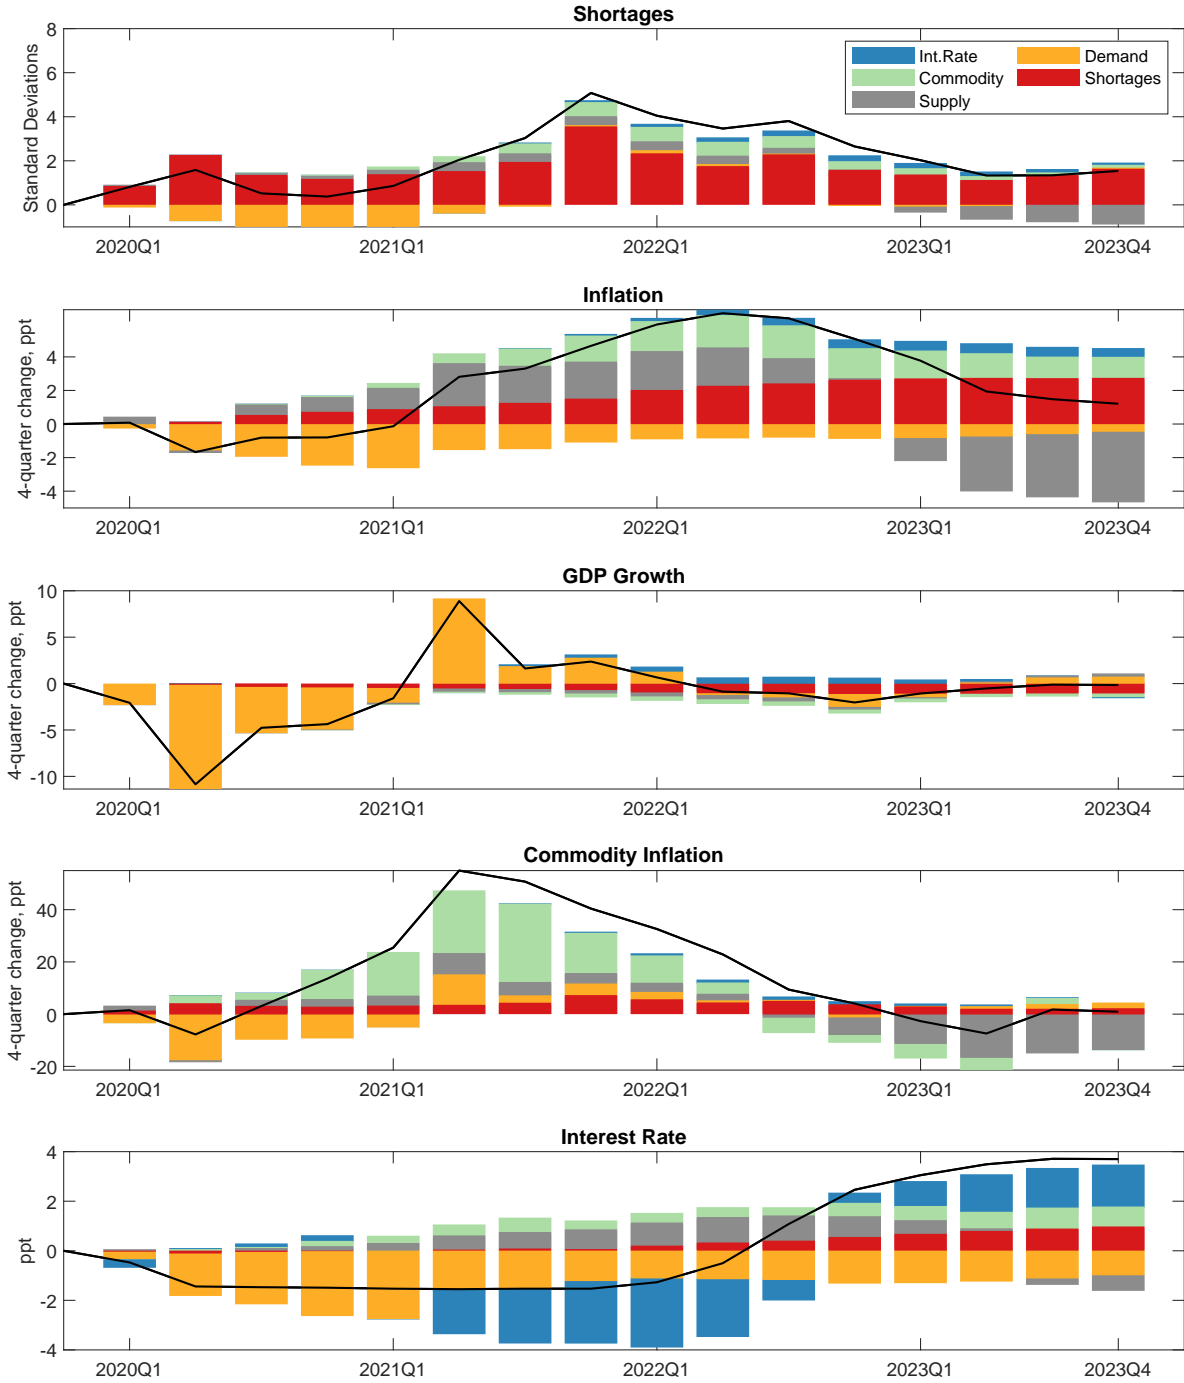 Shortages
Standard Deviations
8
6
4
2
0
Int.Rate
Demand
Commodity
Shortages
Supply
2020Q1
2021Q1
2022Q1
2023Q1
2023Q4
Inflation
4-quarter change, ppt
4
2
0
-2
-4
2020Q1
2021Q1
2022Q1
2023Q1
2023Q4
GDP Growth
4-quarter change, ppt
10
5
0
-5
-10
2020Q1
2021Q1
2022Q1
2023Q1
2023Q4
Commodity Inflation
4-quarter change, ppt
40
20
0
-20
2020Q1
2021Q1
2022Q1
2023Q1
2023Q4
Interest Rate
ppt
4
2
0
-2
-4
2020Q1
2021Q1
2022Q1
2023Q1
2023Q4